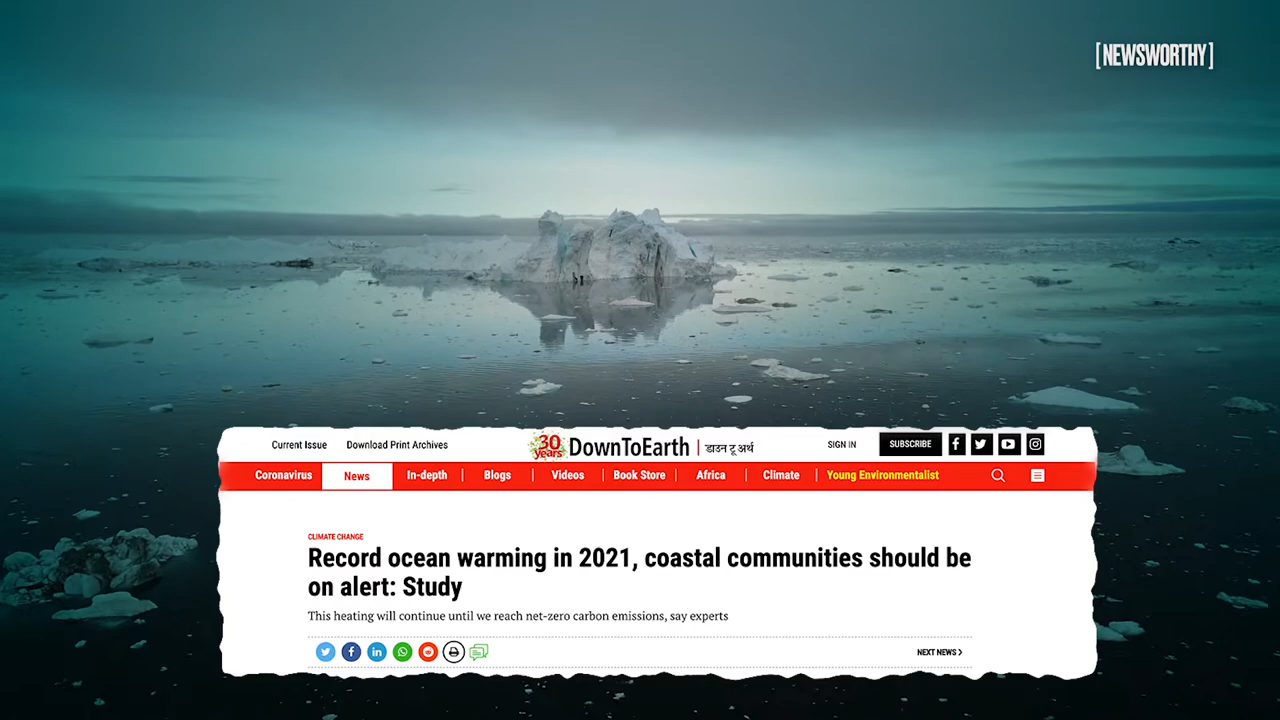 [NEWSWORTHY]
Current Issue Download Print Archives 30 years DownToEarth | डाउन टू अर्थ SIGN IN SUBSCRIBE
Coronavirus News In-depth Blogs Videos Book Store Africa Climate Young Environmentalist
CLIMATE CHANGE
Record ocean warming in 2021, coastal communities should be
on alert: Study
This heating will continue until we reach net-zero carbon emissions, say experts
NEXT NEWS